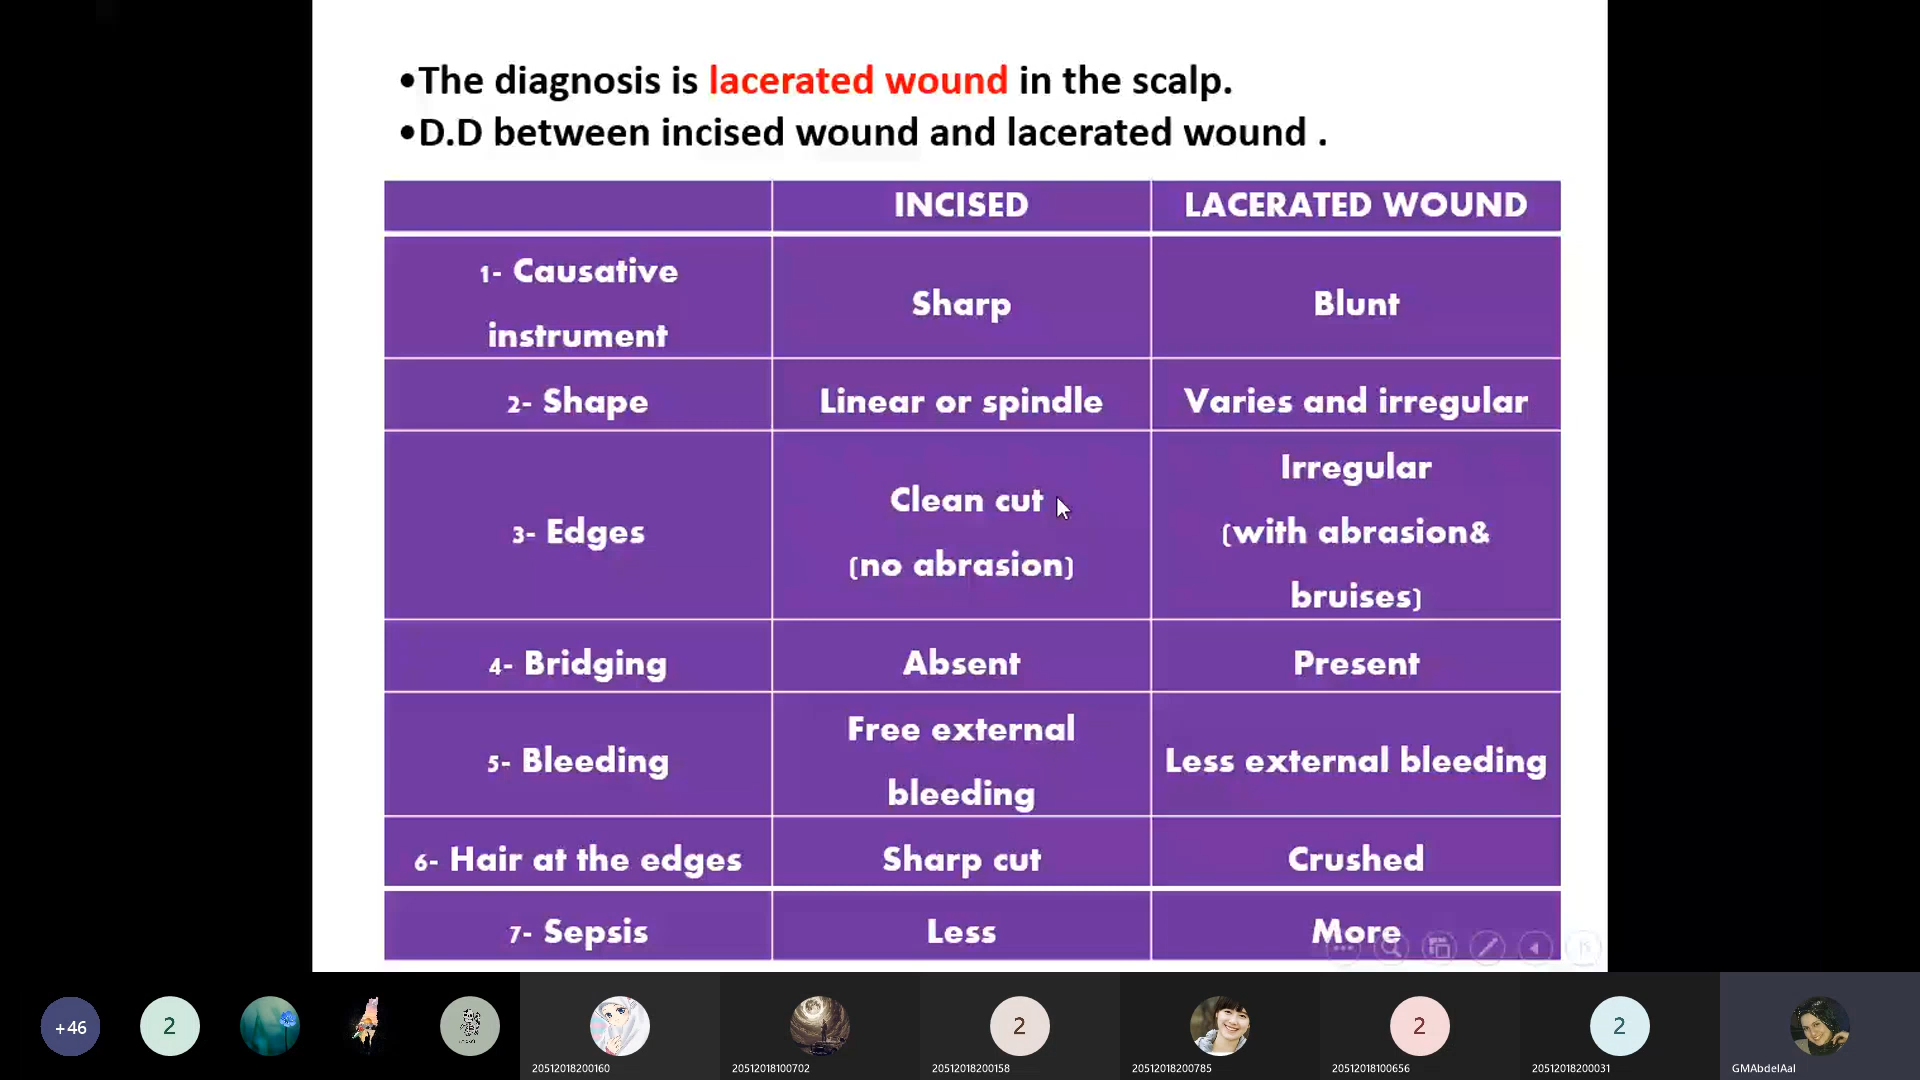 •The diagnosis is lacerated wound in the scalp.
•D.D between incised wound and lacerated wound .
INCISED
LACERATED WOUND
1- Causative
instrument
Sharp
Blunt
2- Shape
Linear or spindle
Varies and irregular
3- Edges
Clean cut
(no abrasion)
Irregular
(with abrasion&
bruises)
4- Bridging
Absent
Present
5- Bleeding
Free external
bleeding
Less external bleeding
6- Hair at the edges
Sharp cut
Crushed
7- Sepsis
Less
More
+46
2
2
2
2
20512018200160
20512018100702
20512018200158
20512018200785
20512018100656
20512018200031
GMAbdelAal